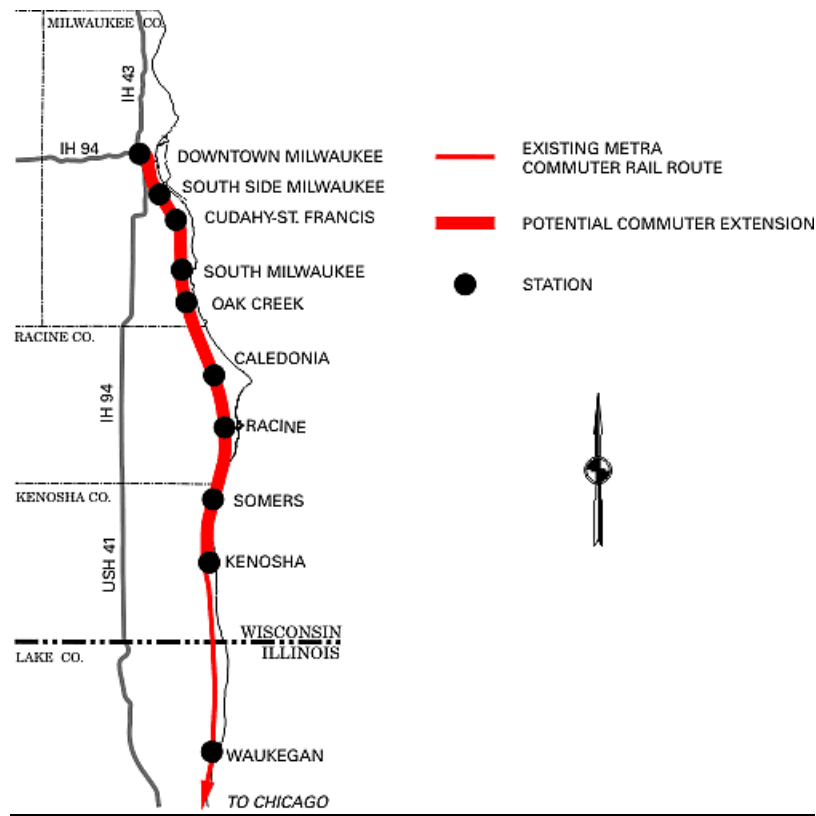 MILWAUKEE CO.
IH 43
IH 94
DOWNTOWN MILWAUKEE
SOUTH SIDE MILWAUKEE
CUDAHY-ST. FRANCIS
SOUTH MILWAUKEE
OAK CREEK
RACINE CO.
CALEDONIA
IH 94
RACINE
KENOSHA CO.
SOMERS
USH 41
KENOSHA
WISCONSIN
ILLINOIS
LAKE CO.
WAUKEGAN
TO CHICAGO
EXISTING METRA
COMMUTER RAIL ROUTE
POTENTIAL COMMUTER EXTENSION
STATION